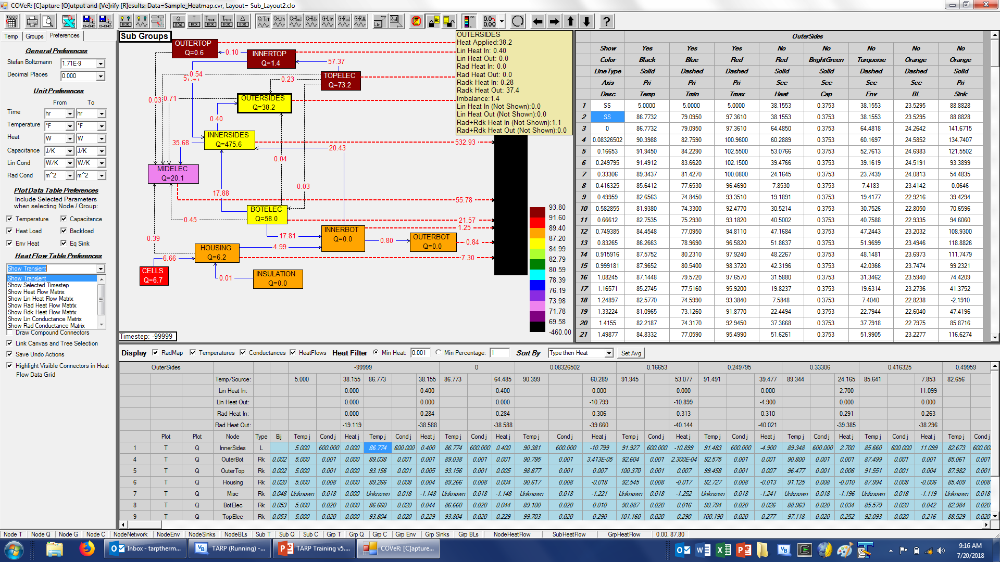 COVeR: [C]apture [O]utput and [Ve]rify [R]esults: Data=Sample_Heatmap.cvr, Layout= Sub_Layout2.clo
Temp Groups Preferences
General Preferences
Stefan Boltzmann 1.71E-9
Decimal Places 0.000
Unit Preferences
From To
Time hr hr
Temperature °F °F
Heat W W
Capacitance J/K J/K
Lin Cond W/K W/K
Rad Cond m^2 m^2
Plot Data Table Preferences
Include Selected Parameters
when selecting Node / Group:
Temperature Capacitance
Heat Load Backload
Env Heat Eq Sink
Heat Flow Table Preferences
Show Transient
Show Transient
Show Selected Timestep
Show Heat Flow Matrix
Show Lin Heat Flow Matrix
Show Rad Heat Flow Matrix
Show Rdk Heat Flow Matrix
Show Lin Conductance Matrix
Show Rad Conductance Matrix
Draw Compound Connectors
Link Canvas and Tree Selection
Save Undo Actions
Highlight Visible Connectors in Heat
Flow Data Grid
Sub Groups
OUTERTOP
Q=0.6
0.10
INNERTOP
Q=1.4
57.37
TOPELEC
Q=73.2
0.54
0.23
0.03
0.71
OUTERSIDES
Q=38.2
0.40
INNERSIDES
Q=475.6
35.68
532.93
20.43
0.04
MIDELEC
Q=20.1
0.03
17.88
55.78
BOTELEC
Q=58.0
0.45
21.57
1.25
17.81
INNERBOT
Q=0.0
0.80
OUTERBOT
Q=0.0
0.84
0.39
HOUSING
Q=6.2
4.99
7.30
6.66
CELLS
Q=6.7
0.01
INSULATION
Q=0.0
OUTERSIDES
Heat Applied:38.2
Lin Heat In: 0.40
Lin Heat Out: 0.0
Rad Heat In: 0.0
Rad Heat Out: 0.0
Radk Heat In: 0.28
Radk Heat Out: 37.4
Imbalance:1.4
Lin Heat In (Not Shown):0.0
Lin Heat Out (Not Shown):0.0
Rad+Rdk Heat In (Not Shown):1.1
Rad+Rdk Heat Out (Not Shown):0.0
93.80
91.60
89.40
87.20
84.99
82.79
80.59
78.39
76.19
73.98
71.78
69.58
-460.00
Timestep: -99999
OuterSides
Show Yes Yes Yes No No No No No
Color Black Blue Red Red BrightGreen Turquoise Orange Orange
LineType Solid Dashed Dashed Solid Solid Dashed Dashed Solid
Axis Pri Pri Pri Sec Sec Sec Sec Pri
Desc Temp Tmin Tmax Heat Cap Env BL Sink
1 SS 5.0000 5.0000 5.0000 38.1553 0.3753 38.1553 23.5295 88.8828
2 SS 86.7732 79.0950 97.3610 38.1553 0.3753 38.1553 23.5295 88.8828
3 0 86.7732 79.0950 97.3610 64.4850 0.3753 64.4818 24.2642 141.6715
4 0.08326502 90.3988 82.7590 100.9600 60.2889 0.3753 60.1697 24.5852 134.7407
5 0.16653 91.9450 84.2290 102.5500 53.0766 0.3753 52.7613 24.6983 121.5502
6 0.249795 91.4912 83.6620 102.1500 39.4766 0.3753 39.1619 24.5191 93.3899
7 0.33306 89.3437 81.4270 100.0800 24.1645 0.3753 23.7439 24.0813 54.4835
8 0.416325 85.6412 77.6530 96.4690 7.8530 0.3753 7.4183 23.4142 0.0646
9 0.49959 82.6563 74.8450 93.3510 19.1891 0.3753 19.4177 22.9216 39.4294
10 0.582855 81.9380 74.3300 92.4770 30.5214 0.3753 30.7526 22.8050 70.6596
11 0.66612 82.7535 75.2930 93.1820 40.5002 0.3753 40.7588 22.9335 94.6060
12 0.749385 84.4548 77.0950 94.8110 47.1684 0.3753 47.2443 23.2032 108.9300
13 0.83265 86.2663 78.9690 96.5820 51.8637 0.3753 51.9699 23.4946 118.8826
14 0.915916 87.5752 80.2310 97.9240 48.2267 0.3753 48.1481 23.6973 111.7479
15 0.999181 87.9652 80.5400 98.3720 42.3196 0.3753 42.0366 23.7474 99.2321
16 1.08245 87.1448 79.5720 97.6570 31.5880 0.3753 31.3462 23.5940 74.4209
17 1.16571 85.2745 77.5160 95.9200 19.8237 0.3753 19.6314 23.2736 41.3752
18 1.24897 82.5770 74.5990 93.3840 7.5848 0.3753 7.4040 22.8238 -2.1910
19 1.33224 81.0965 73.1260 91.8770 22.4494 0.3753 22.7944 22.6040 47.4196
20 1.4155 82.2187 74.3170 92.9450 37.3668 0.3753 37.7918 22.7975 85.8716
21 1.49877 84.8332 77.0590 95.4990 51.6261 0.3753 51.9905 23.2277 116.6274
Display RadMap Temperatures Conductances HeatFlows Heat Filter Min Heat: 0.001 Min Percentage: 1 Sort By Type then Heat Set Avg
OuterSides -99999 0 0.08326502 0.16653 0.249795 0.33306 0.416325 0.49959
Temp/Source: 5.000 38.155 86.773 38.155 86.773 64.485 90.399 60.289 91.945 53.077 91.491 39.477 89.344 24.165 85.641 7.853 82.656
Lin Heat In: 0.000 0.400 0.400 0.000 0.000 0.000 2.700 11.099
Lin Heat Out: 0.000 0.000 0.000 -10.799 -10.899 -4.900 0.000 0.000
Rad Heat In: 0.000 0.284 0.284 0.306 0.313 0.310 0.291 0.263
Rad Heat Out: -19.119 -38.588 -38.588 -39.660 -40.144 -40.021 -39.385 -38.296
Plot Plot Node Type Bij Temp j Cond j Heat j Temp j Cond j Heat j Temp j Cond j Heat j Temp j Cond j Heat j Temp j Cond j Heat j Temp j Cond j Heat j Temp j Cond j Heat j Temp j Cond j Heat j Temp j Cond j
1 T Q InnerSides L 5.000 600.000 0.000 86.774 600.000 0.400 86.774 600.000 0.400 90.381 600.000 -10.799 91.927 600.000 -10.899 91.483 600.000 -4.900 89.348 600.000 2.700 85.660 600.000 11.099 82.673 600.00
4 T Q OuterBot Rk 0.002 5.000 0.001 0.000 89.038 0.001 0.001 89.038 0.001 0.001 90.795 0.001 3.413E-05 92.604 0.001 2.300E-04 92.575 0.001 0.001 90.800 0.001 0.001 87.499 0.001 0.001 85.061 0.001
5 T Q OuterTop Rk 0.002 5.000 0.001 0.000 93.156 0.001 0.005 93.156 0.001 0.005 98.877 0.001 0.007 100.370 0.001 0.007 99.458 0.001 0.007 96.477 0.001 0.006 91.551 0.001 0.004 87.982 0.001
6 T Q Housing Rk 0.020 5.000 0.008 0.000 89.266 0.008 0.004 89.266 0.008 0.004 90.617 0.008 -0.018 92.545 0.008 -0.017 92.727 0.008 -0.013 91.125 0.008 -0.010 87.994 0.008 -0.006 85.409 0.008
7 T Q Misc Rk 0.048 Unknown 0.018 0.000 Unknown 0.018 -1.148 Unknown 0.018 -1.148 Unknown 0.018 -1.221 Unknown 0.018 -1.252 Unknown 0.018 -1.241 Unknown 0.018 -1.196 Unknown 0.018 -1.119 Unknown 0.018
8 T Q BotElec Rk 0.053 5.000 0.020 0.000 86.660 0.020 0.044 86.660 0.020 0.044 89.100 0.020 0.010 90.887 0.020 0.016 90.794 0.020 0.026 88.963 0.020 0.034 85.579 0.020 0.042 82.984 0.020
9 T Q TopElec Rk 0.053 5.000 0.020 0.000 93.804 0.020 0.229 93.804 0.020 0.229 99.703 0.020 0.290 101.160 0.020 0.290 100.190 0.020 0.277 97.118 0.020 0.252 92.093 0.020 0.216 88.529 0.020
Node T Node Q Node G Node C NodeNetwork NodeEnv NodeSinks NodeBLs Sub T Sub Q Sub C Grp T Grp Q Grp C Grp Env Grp Sinks Grp BLs NodeHeatFlow SubHeatFlow GrpHeatFlow 0.00, 87.80
Inbox - tarptherm... TARP (Running) -... TARP Training v5.... COVeR: [C]apture...
9:16 AM
7/20/2018